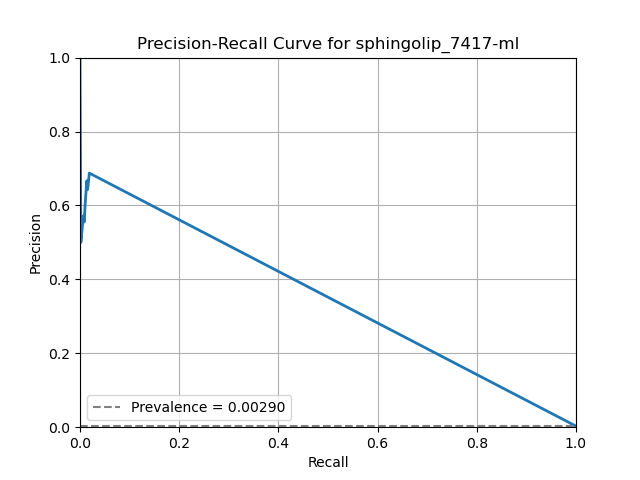 Precision-Recall Curve for sphingolip_7417-ml
1.0
0.8
0.6
0.4
0.2
0.0
Precision
Prevalence = 0.00290
0.0 0.2 0.4 0.6 0.8 1.0
Recall